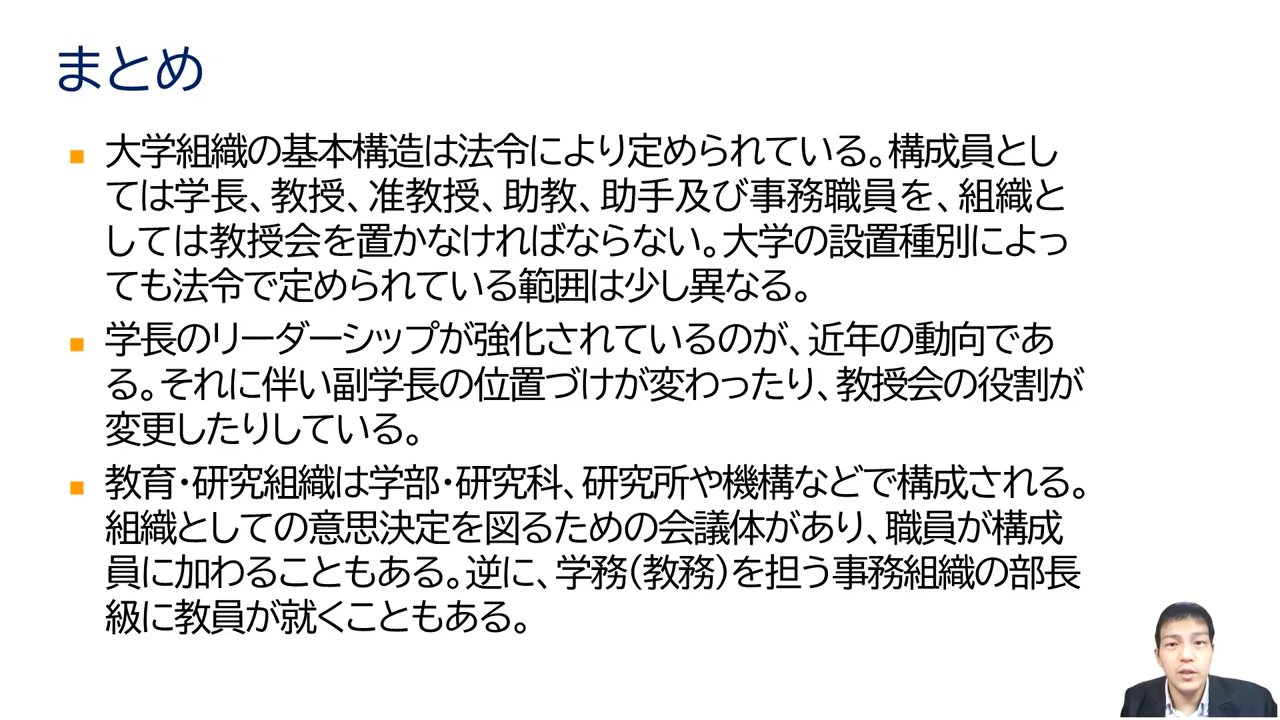 まとめ
大学組織の基本構造は法令により定められている。構成員とし
ては学長、教授、准教授、助教、助手及び事務職員を、組織と
しては教授会を置かなければならない。大学の設置種別によっ
ても法令で定められている範囲は少し異なる。
学長のリーダーシップが強化されているのが、近年の動向であ
る。それに伴い副学長の位置づけが変わったり、教授会の役割が
変更したりしている。
教育・研究組織は学部・研究科、研究所や機構などで構成される。
組織としての意思決定を図るための会議体があり、職員が構成
員に加わることもある。逆に、学務(教務)を担う事務組織の部長
級に教員が就くこともある。